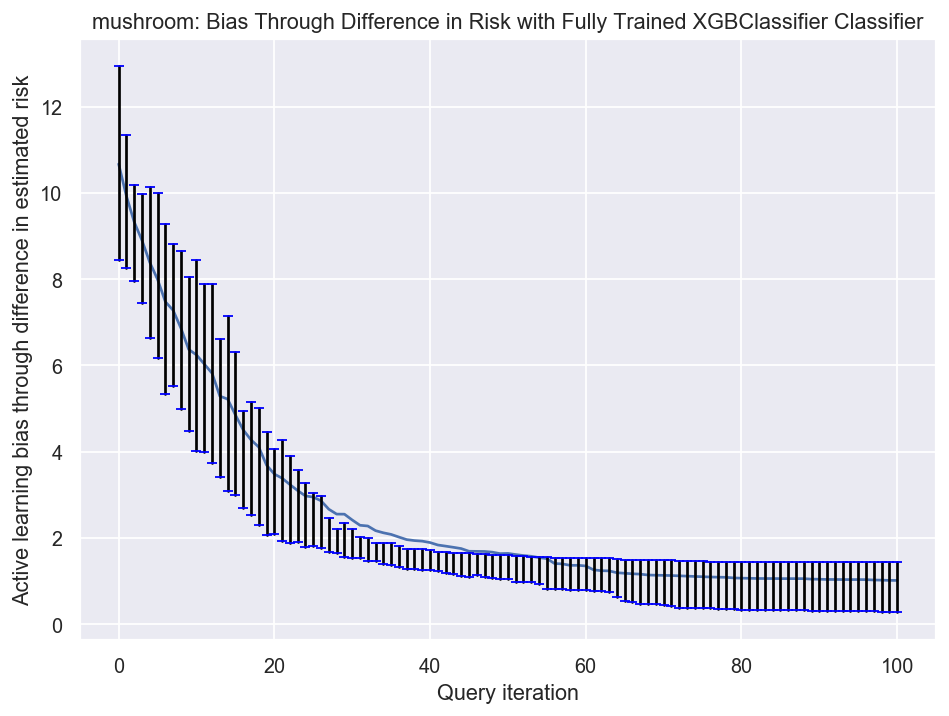 mushroom: Bias Through Difference in Risk with Fully Trained XGBClassifier Classifier
Active learning bias through difference in estimated risk
12
10
8
6
4
2
0
0 20 40 60 80 100
Query iteration